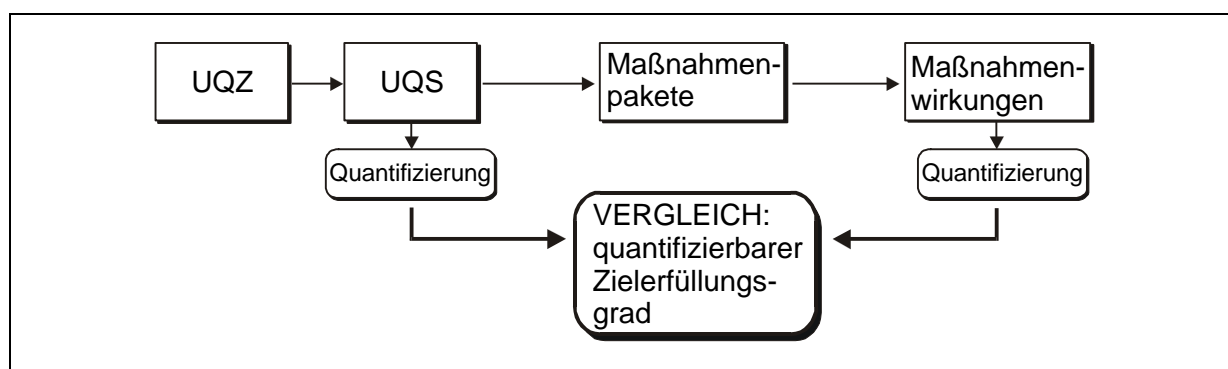 UQZ
UQS
Maßnahmen-
pakete
Maßnahmen-
wirkungen
Quantifizierung
Quantifizierung
VERGLEICH:
quantifizierbarer
Zielerfüllungs-
grad